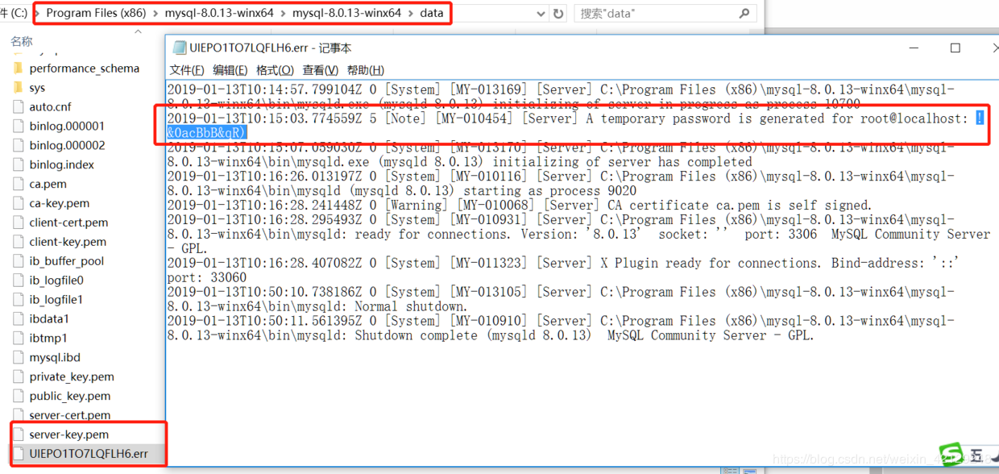 件 (C:) › Program Files (x86) › mysql-8.0.13-winx64 › mysql-8.0.13-winx64 › data
搜索"data"
名称
performance_schema
sys
auto.cnf
binlog.000001
binlog.000002
binlog.index
ca.pem
ca-key.pem
client-cert.pem
client-key.pem
ib_buffer_pool
ib_logfile0
ib_logfile1
ibdata1
ibtmp1
mysql.ibd
private_key.pem
public_key.pem
server-cert.pem
server-key.pem
UIEPO1TO7LQFLH6.err
UIEPO1TO7LQFLH6.err - 记事本
文件(F) 编辑(E) 格式(O) 查看(V) 帮助(H)
2019-01-13T10:14:57.799104Z 0 [System] [MY-013169] [Server] C:\Program Files (x86)\mysql-8.0.13-winx64\mysql-
8.0.13-winx64\bin\mysqld.exe (mysqld 8.0.13) initializing of server in progress as process 10700
2019-01-13T10:15:03.774559Z 5 [Note] [MY-010454] [Server] A temporary password is generated for root@localhost: !
&0acBbB&qR)
2019-01-13T10:15:07.059030Z 0 [System] [MY-013170] [Server] C:\Program Files (x86)\mysql-8.0.13-winx64\mysql-
8.0.13-winx64\bin\mysqld.exe (mysqld 8.0.13) initializing of server has completed
2019-01-13T10:16:26.013197Z 0 [System] [MY-010116] [Server] C:\Program Files (x86)\mysql-8.0.13-winx64\mysql-
8.0.13-winx64\bin\mysqld (mysqld 8.0.13) starting as process 9020
2019-01-13T10:16:28.241448Z 0 [Warning] [MY-010068] [Server] CA certificate ca.pem is self signed.
2019-01-13T10:16:28.295493Z 0 [System] [MY-010931] [Server] C:\Program Files (x86)\mysql-8.0.13-winx64\mysql-
8.0.13-winx64\bin\mysqld: ready for connections. Version: '8.0.13'  socket: ''  port: 3306  MySQL Community Server
- GPL.
2019-01-13T10:16:28.407082Z 0 [System] [MY-011323] [Server] X Plugin ready for connections. Bind-address: '::'
port: 33060
2019-01-13T10:50:10.738186Z 0 [System] [MY-013105] [Server] C:\Program Files (x86)\mysql-8.0.13-winx64\mysql-
8.0.13-winx64\bin\mysqld: Normal shutdown.
2019-01-13T10:50:11.561395Z 0 [System] [MY-010910] [Server] C:\Program Files (x86)\mysql-8.0.13-winx64\mysql-
8.0.13-winx64\bin\mysqld: Shutdown complete (mysqld 8.0.13)  MySQL Community Server - GPL.